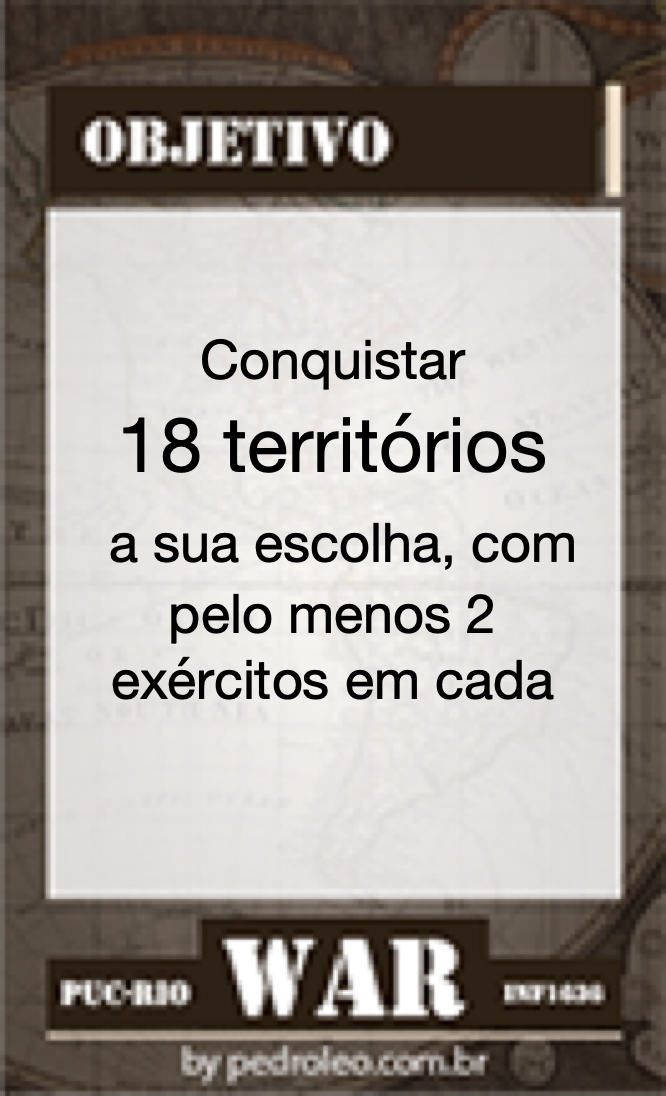 OBJETIVO
Conquistar
18 territórios
a sua escolha, com
pelo menos 2
exércitos em cada
PUC-RIO WAR INF1636
by pedroleo.com.br